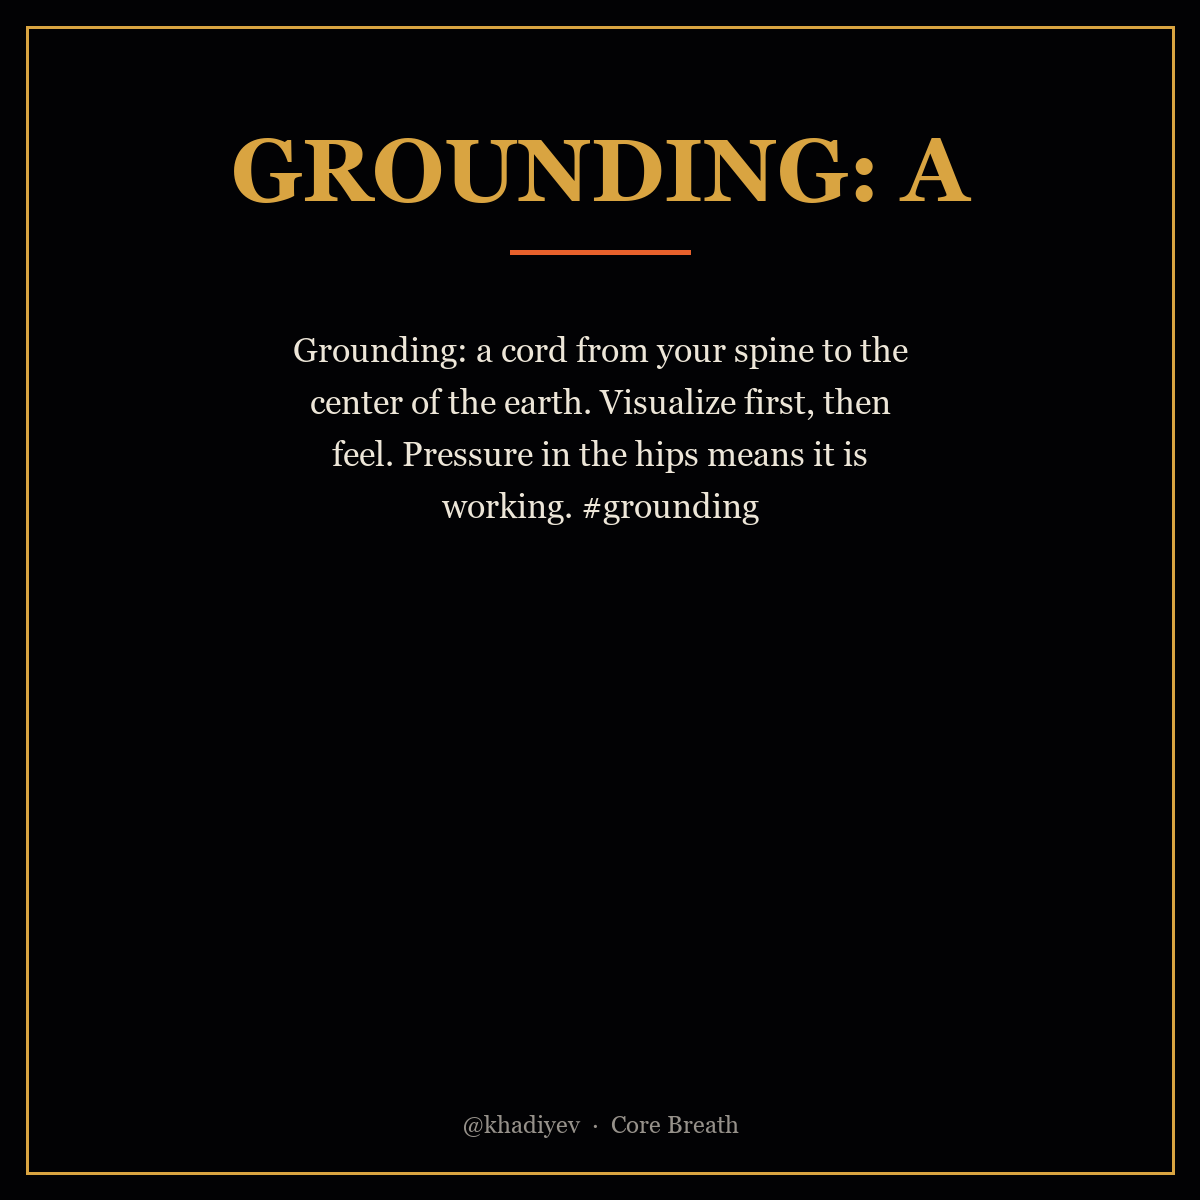 GROUNDING: A
Grounding: a cord from your spine to the
center of the earth. Visualize first, then
feel. Pressure in the hips means it is
working. #grounding
@khadiyev · Core Breath